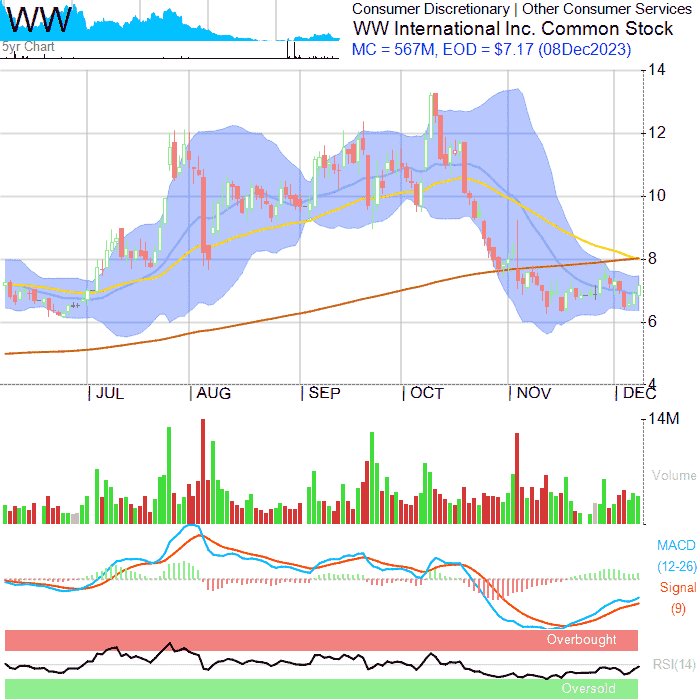 WW
5yr Chart
Consumer Discretionary | Other Consumer Services
WW International Inc. Common Stock
MC = 567M, EOD = $7.17 (08Dec2023)
14
12
10
8
6
4
JUL AUG SEP OCT NOV DEC
14M
Volume
MACD
(12-26)
Signal
(9)
Overbought
RSI(14)
Oversold